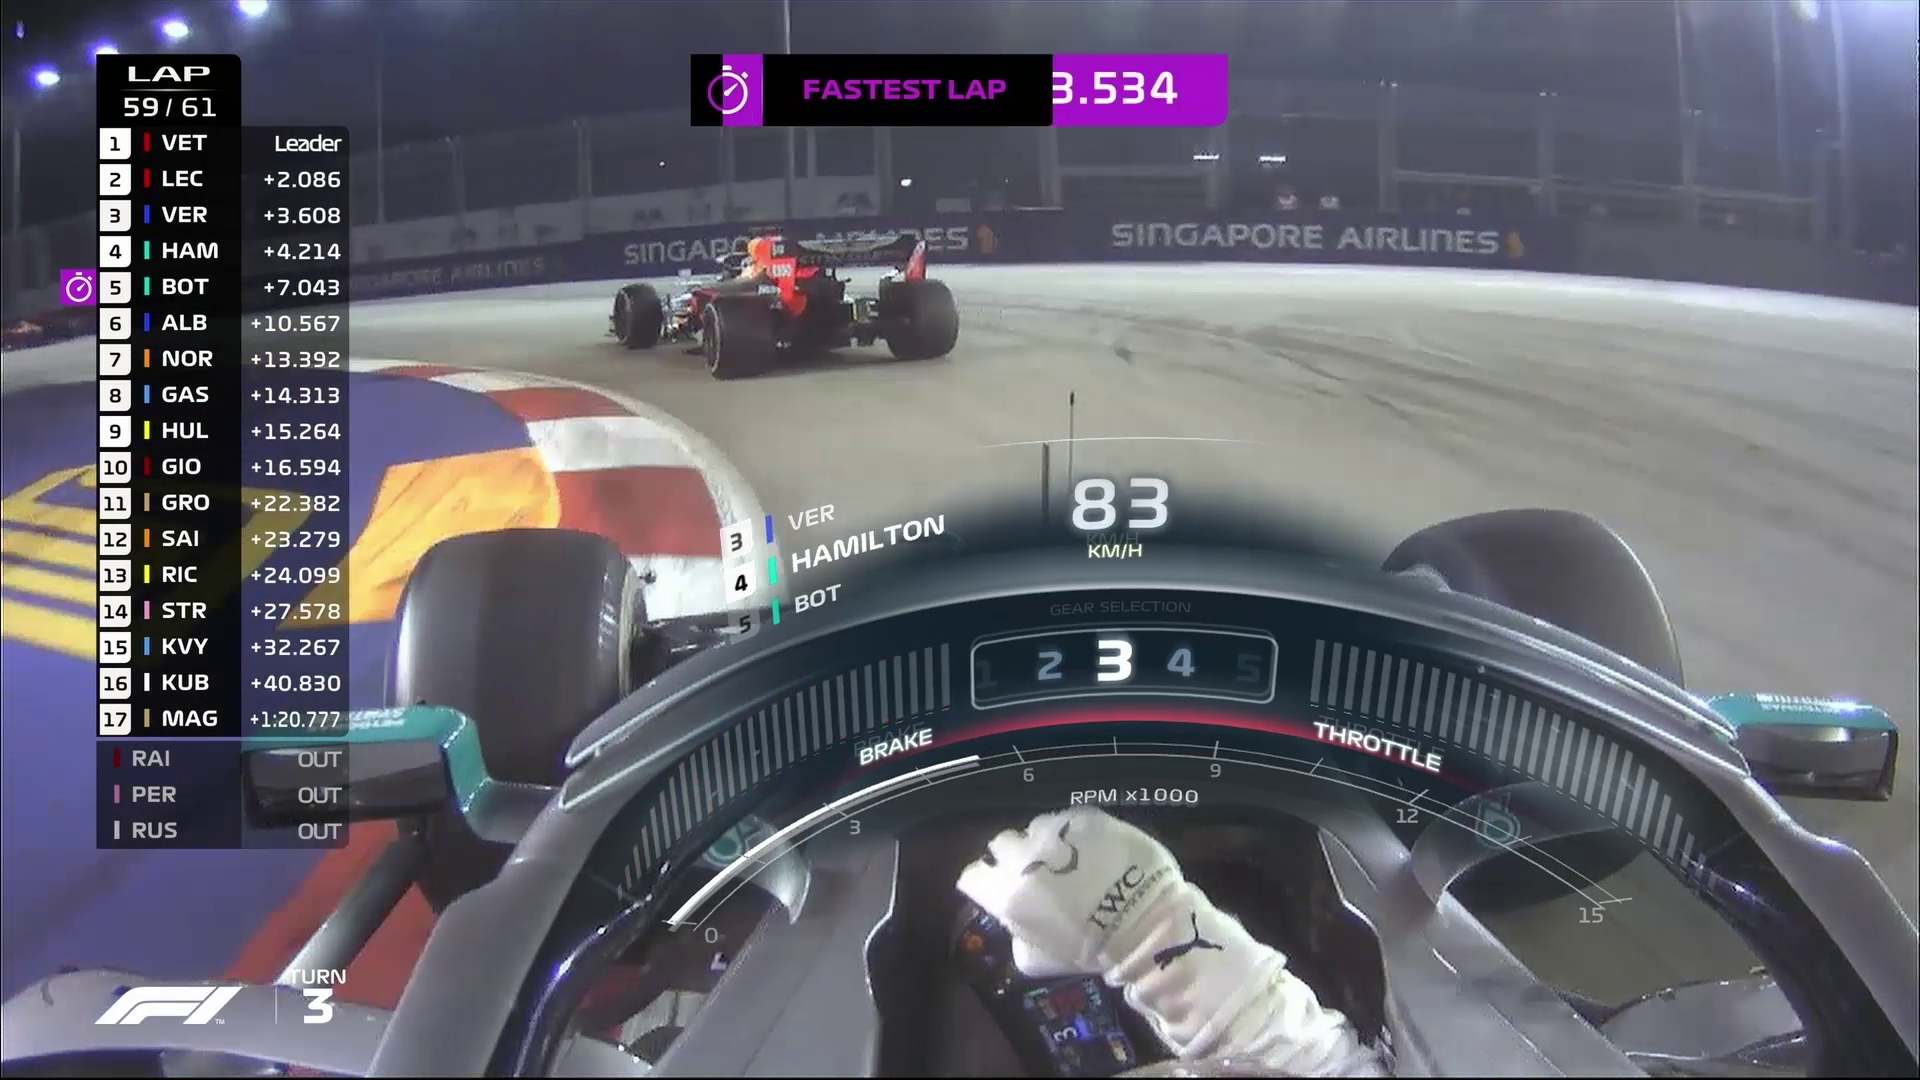 LAP
59 / 61
1 VET Leader
2 LEC +2.086
3 VER +3.608
4 HAM +4.214
5 BOT +7.043
6 ALB +10.567
7 NOR +13.392
8 GAS +14.313
9 HUL +15.264
10 GIO +16.594
11 GRO +22.382
12 SAI +23.279
13 RIC +24.099
14 STR +27.578
15 KVY +32.267
16 KUB +40.830
17 MAG +1:20.777
RAI OUT
PER OUT
RUS OUT
FASTEST LAP 3.534
SINGAPORE AIRLINES
SINGAPORE AIRLINES
3 VER
4 HAMILTON
5 BOT
83
KM/H
GEAR SELECTION
1 2 3 4 5
BRAKE
THROTTLE
0 3 6 9 12 15
RPM x1000
IWC
F1
TURN
3